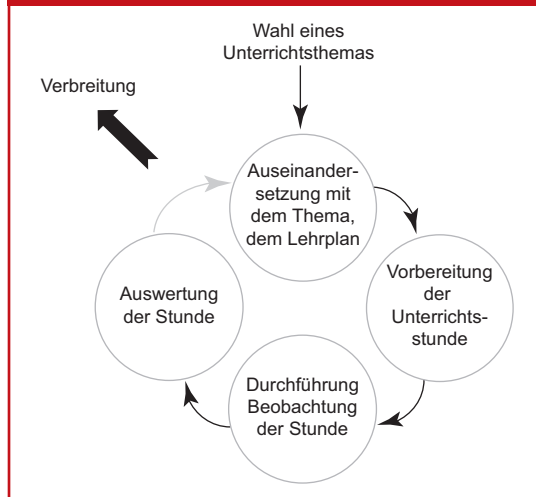 Wahl eines
Unterrichtsthemas
Verbreitung
Auseinander-
setzung mit
dem Thema,
dem Lehrplan
Vorbereitung
der
Unterrichts-
stunde
Durchführung
Beobachtung
der Stunde
Auswertung
der Stunde